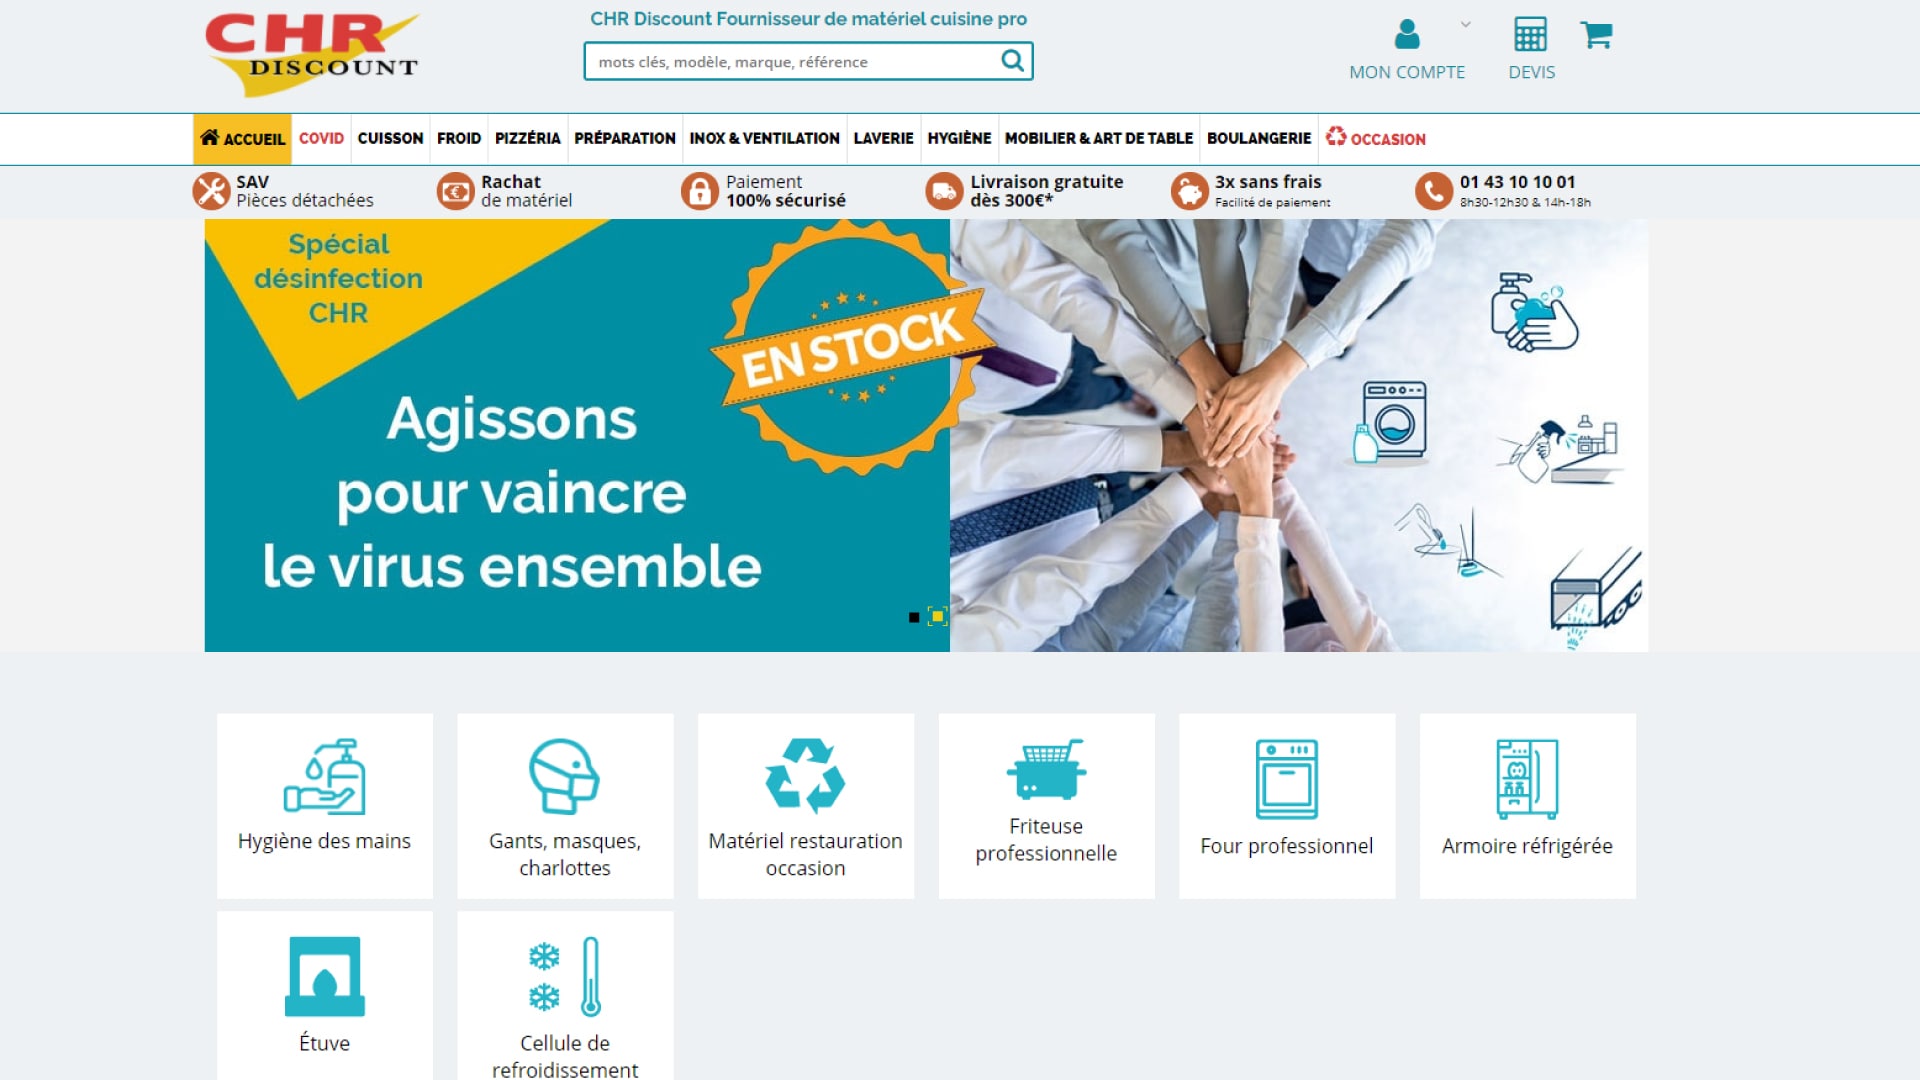 CHR
DISCOUNT
CHR Discount Fournisseur de matériel cuisine pro
mots clés, modèle, marque, référence
MON COMPTE
DEVIS
ACCUEIL
COVID
CUISSON
FROID
PIZZÉRIA
PRÉPARATION
INOX & VENTILATION
LAVERIE
HYGIÈNE
MOBILIER & ART DE TABLE
BOULANGERIE
OCCASION
SAV
Pièces détachées
Rachat
de matériel
Paiement
100% sécurisé
Livraison gratuite
dès 300€*
3x sans frais
Facilité de paiement
01 43 10 10 01
8h30-12h30 & 14h-18h
Spécial
désinfection
CHR
EN STOCK
Agissons
pour vaincre
le virus ensemble
Hygiène des mains
Gants, masques,
charlottes
Matériel restauration
occasion
Friteuse
professionnelle
Four professionnel
Armoire réfrigérée
Étuve
Cellule de
refroidissement